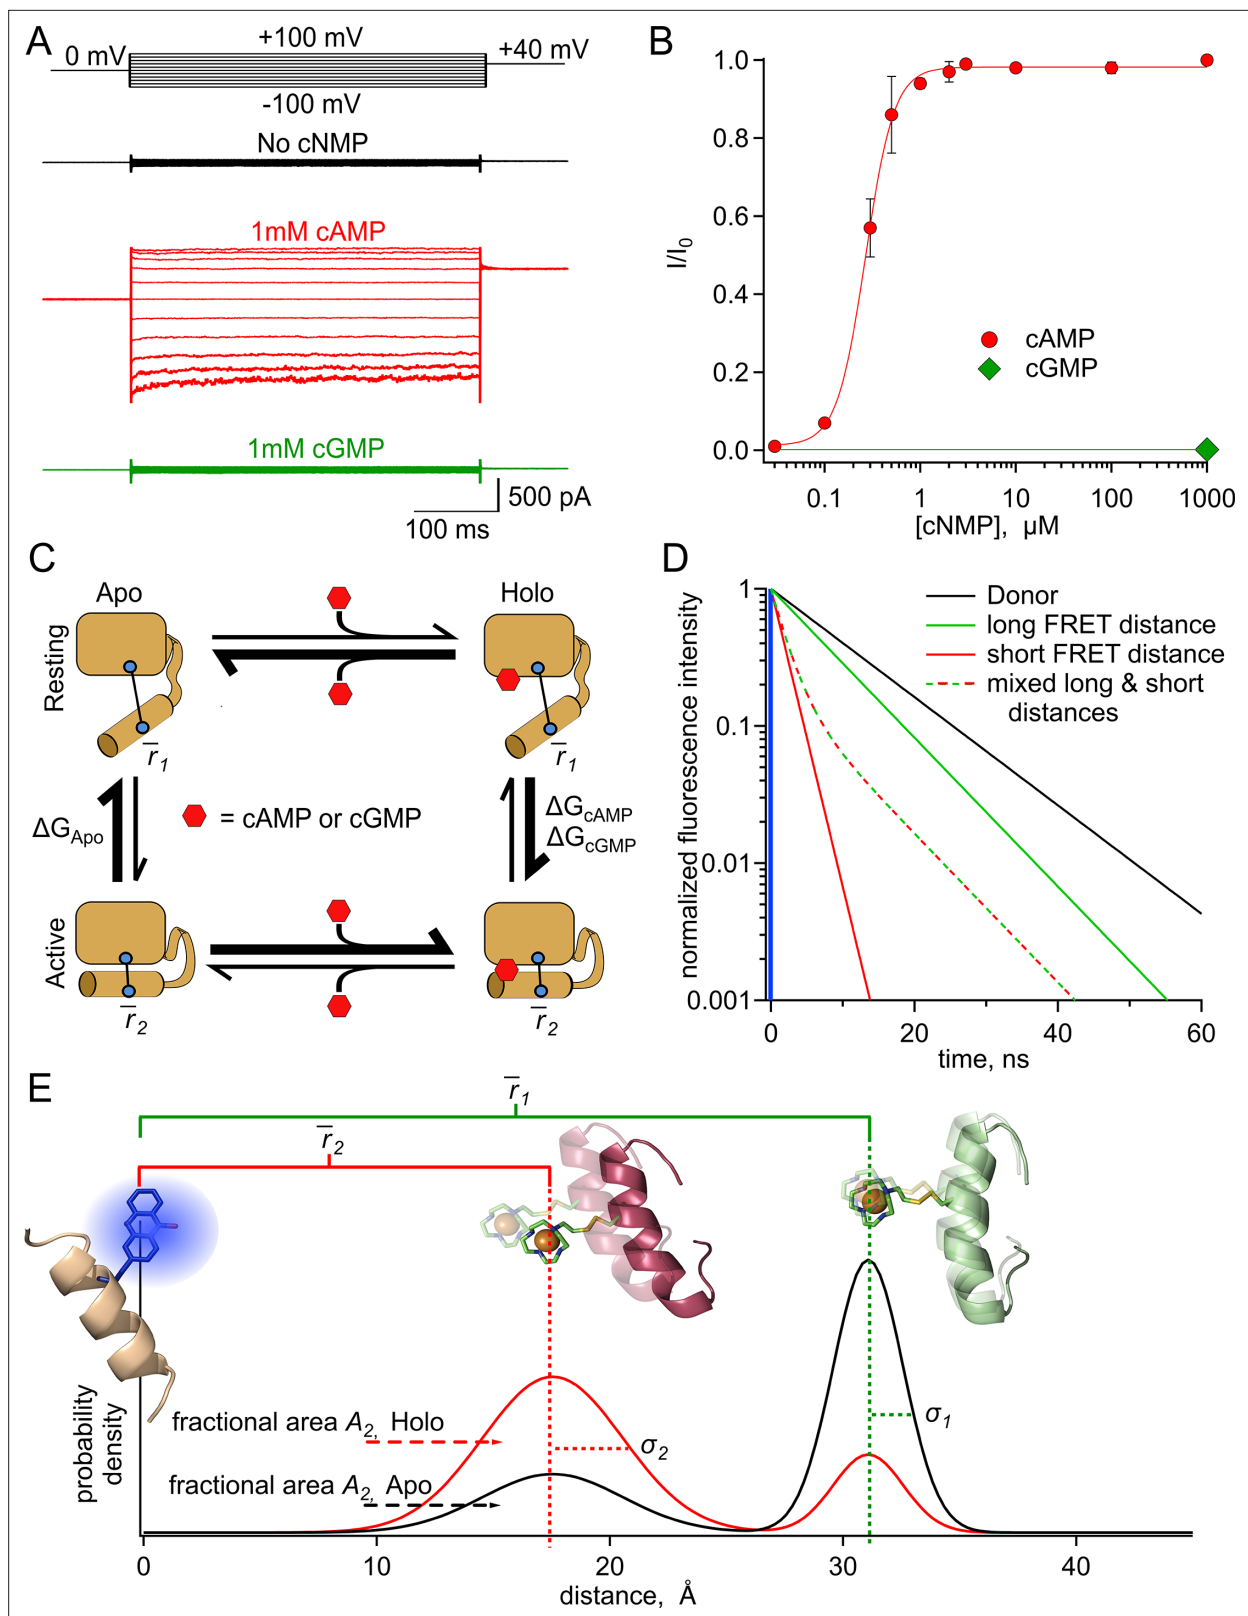 A
+100 mV
0 mV
+40 mV
-100 mV
No cNMP
1mM cAMP
1mM cGMP
500 pA
100 ms
B
1.0
0.8
0.6
0.4
0.2
0.0
I/I0
cAMP
cGMP
0.1
1
10
100
1000
[cNMP], µM
C
Apo
Holo
Resting
r̅1
r̅1
ΔGApo
= cAMP or cGMP
ΔGcAMP
ΔGcGMP
Active
r̅2
r̅2
D
normalized fluorescence intensity
1
0.1
0.01
0.001
Donor
long FRET distance
short FRET distance
mixed long & short
distances
0
20
40
60
time, ns
E
r̅1
r̅2
probability
density
fractional area A2, Holo
fractional area A2, Apo
σ2
σ1
0
10
20
30
40
distance, Å